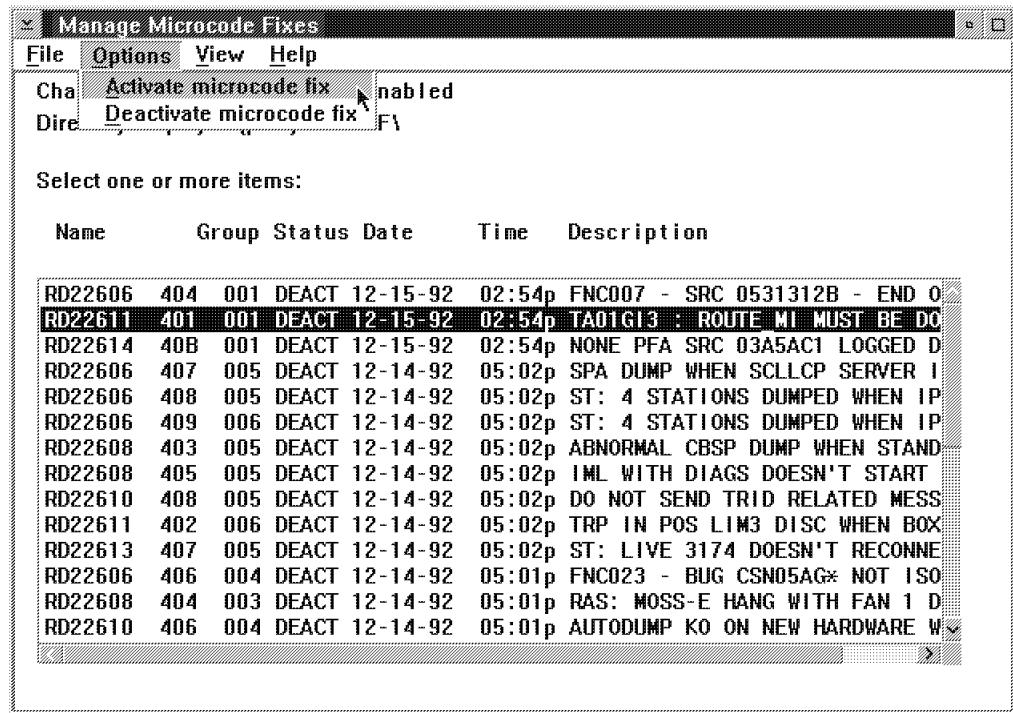 Manage Microcode Fixes
File Options View Help
Activate microcode fix
Cha nabled
Deactivate microcode fix
Dire F\
Select one or more items:
Name Group Status Date Time Description
RD22606 404 001 DEACT 12-15-92 02:54p FNC007 - SRC 0531312B - END O
RD22611 401 001 DEACT 12-15-92 02:54p TA01GI3 : ROUTE_MI MUST BE DO
RD22614 40B 001 DEACT 12-15-92 02:54p NONE PFA SRC 03A5AC1 LOGGED D
RD22606 407 005 DEACT 12-14-92 05:02p SPA DUMP WHEN SCLLCP SERVER I
RD22606 408 005 DEACT 12-14-92 05:02p ST: 4 STATIONS DUMPED WHEN IP
RD22606 409 006 DEACT 12-14-92 05:02p ST: 4 STATIONS DUMPED WHEN IP
RD22608 403 005 DEACT 12-14-92 05:02p ABNORMAL CBSP DUMP WHEN STAND
RD22608 405 005 DEACT 12-14-92 05:02p IML WITH DIAGS DOESN'T START
RD22610 408 005 DEACT 12-14-92 05:02p DO NOT SEND TRID RELATED MESS
RD22611 402 006 DEACT 12-14-92 05:02p TRP IN POS LIM3 DISC WHEN BOX
RD22613 407 005 DEACT 12-14-92 05:02p ST: LIVE 3174 DOESN'T RECONNE
RD22606 406 004 DEACT 12-14-92 05:01p FNC023 - BUG CSN05AG* NOT ISO
RD22608 404 003 DEACT 12-14-92 05:01p RAS: MOSS-E HANG WITH FAN 1 D
RD22610 406 004 DEACT 12-14-92 05:01p AUTODUMP KO ON NEW HARDWARE W